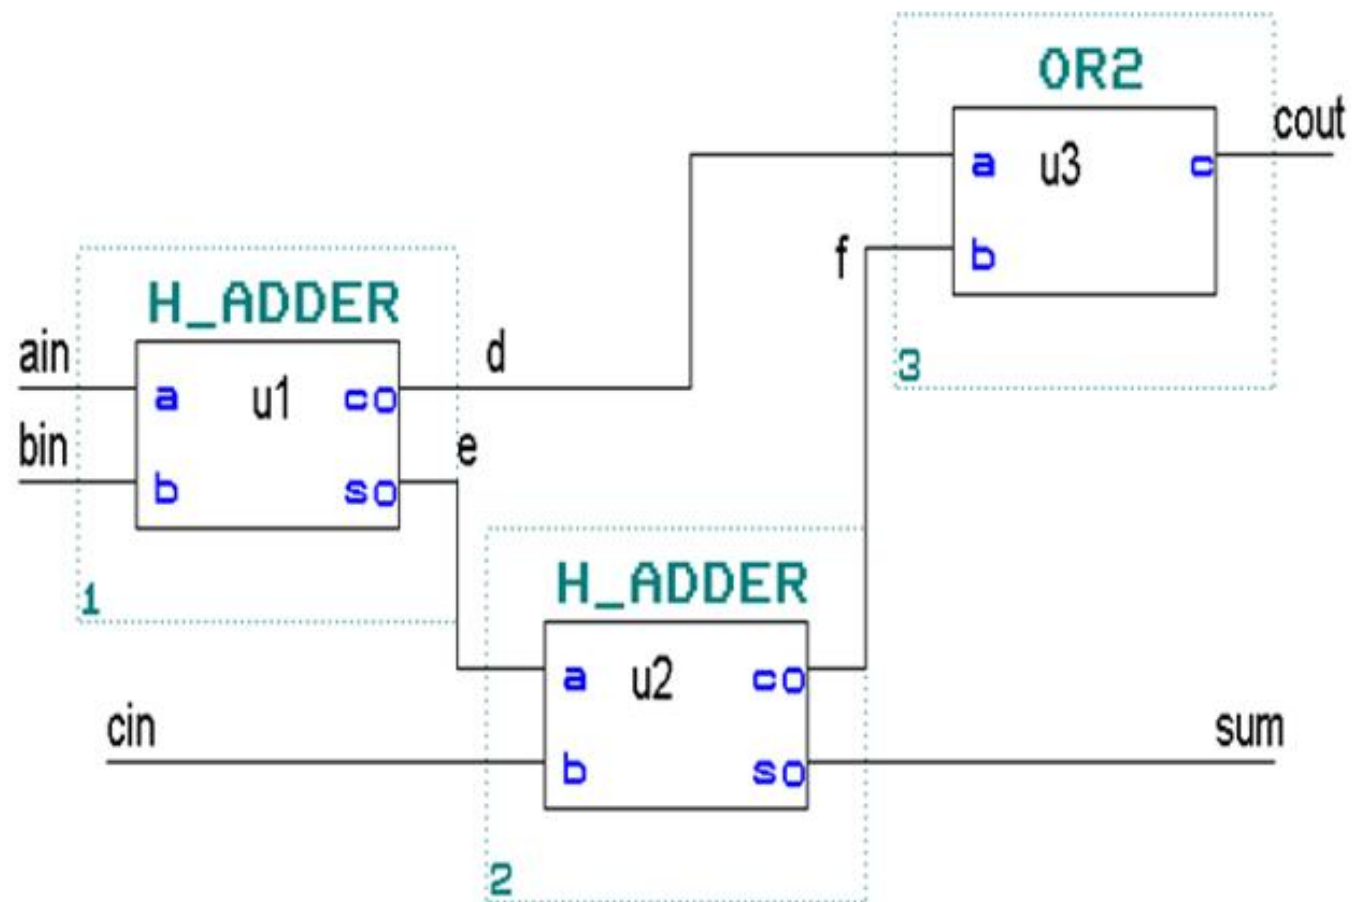 OR2
cout
a u3 c
b
f
3
H_ADDER
ain
a u1 co
d
bin
b so
e
1
H_ADDER
a u2 co
cin
b so
sum
2